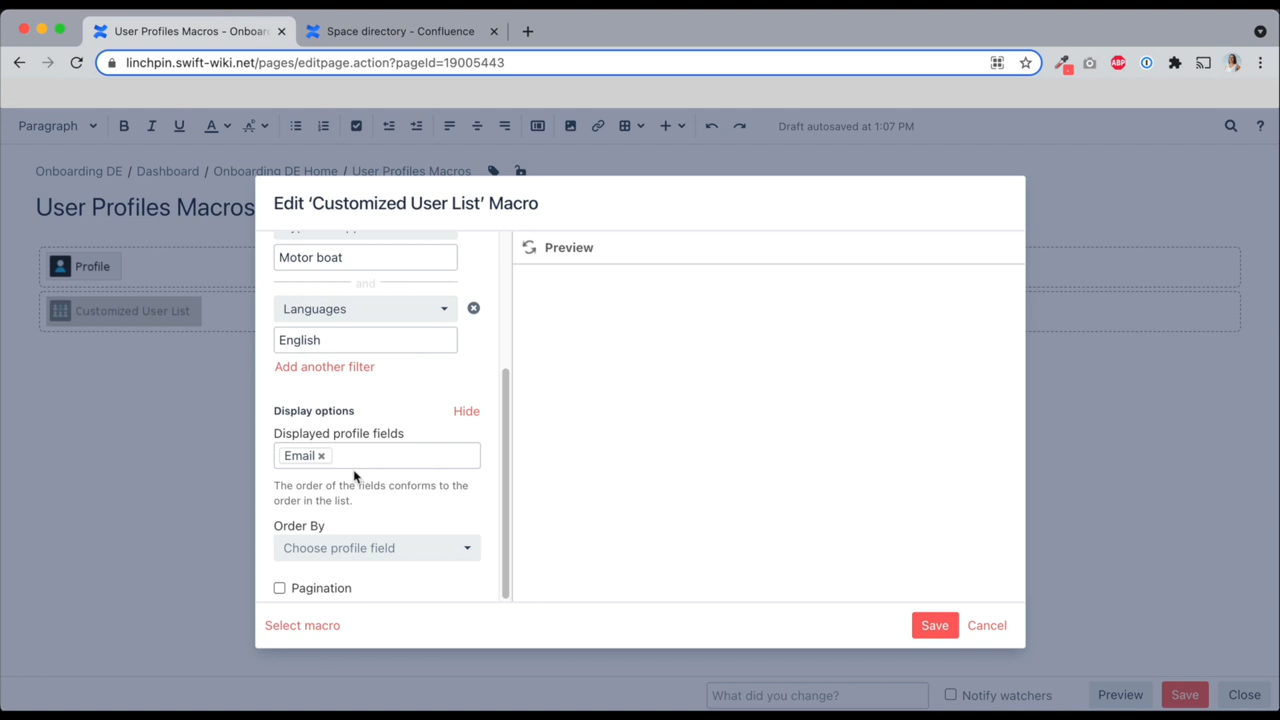 User Profiles Macros - Onboar
Space directory - Confluence
linchpin.swift-wiki.net/pages/editpage.action?pageId=19005443
ABP
Paragraph
B I U A
Draft autosaved at 1:07 PM
?
Onboarding DE / Dashboard / Onboarding DE Home / User Profiles Macros
User Profiles Macros
Profile
Customized User List
Edit ‘Customized User List’ Macro
Motor boat
and
Languages
English
Add another filter
Display options
Hide
Displayed profile fields
Email ×
The order of the fields conforms to the
order in the list.
Order By
Choose profile field
Pagination
Preview
Select macro
Save
Cancel
What did you change?
Notify watchers
Preview
Save
Close